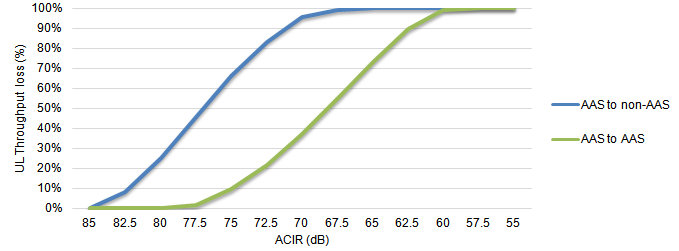 100%
90%
80%
70%
60%
50%
40%
30%
20%
10%
0%
UL Throughput loss (%)
85 82.5 80 77.5 75 72.5 70 67.5 65 62.5 60 57.5 55
ACIR (dB)
AAS to non-AAS
AAS to AAS